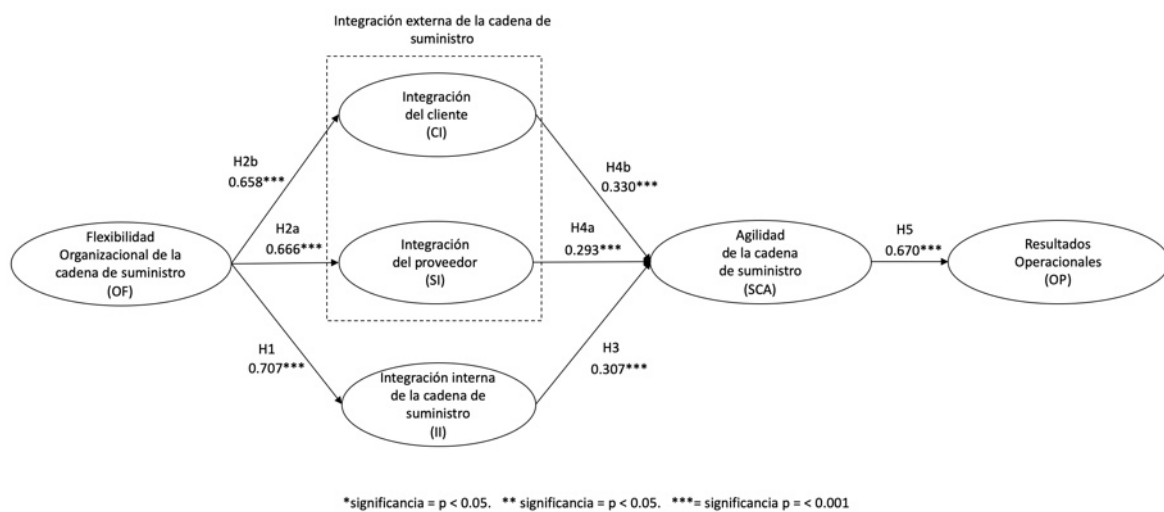 Integración externa de la cadena de
suministro
Integración
del cliente
(CI)
H2b
0.658***
H4b
0.330***
Flexibilidad
Organizacional de la
cadena de suministro
(OF)
H2a
0.666***
Integración
del proveedor
(SI)
H4a
0.293***
Agilidad
de la cadena
de suministro
(SCA)
H5
0.670***
Resultados
Operacionales
(OP)
H1
0.707***
H3
0.307***
Integración interna
de la cadena de
suministro
(II)
*significancia = p < 0.05. ** significancia = p < 0.05. ***= significancia p = < 0.001